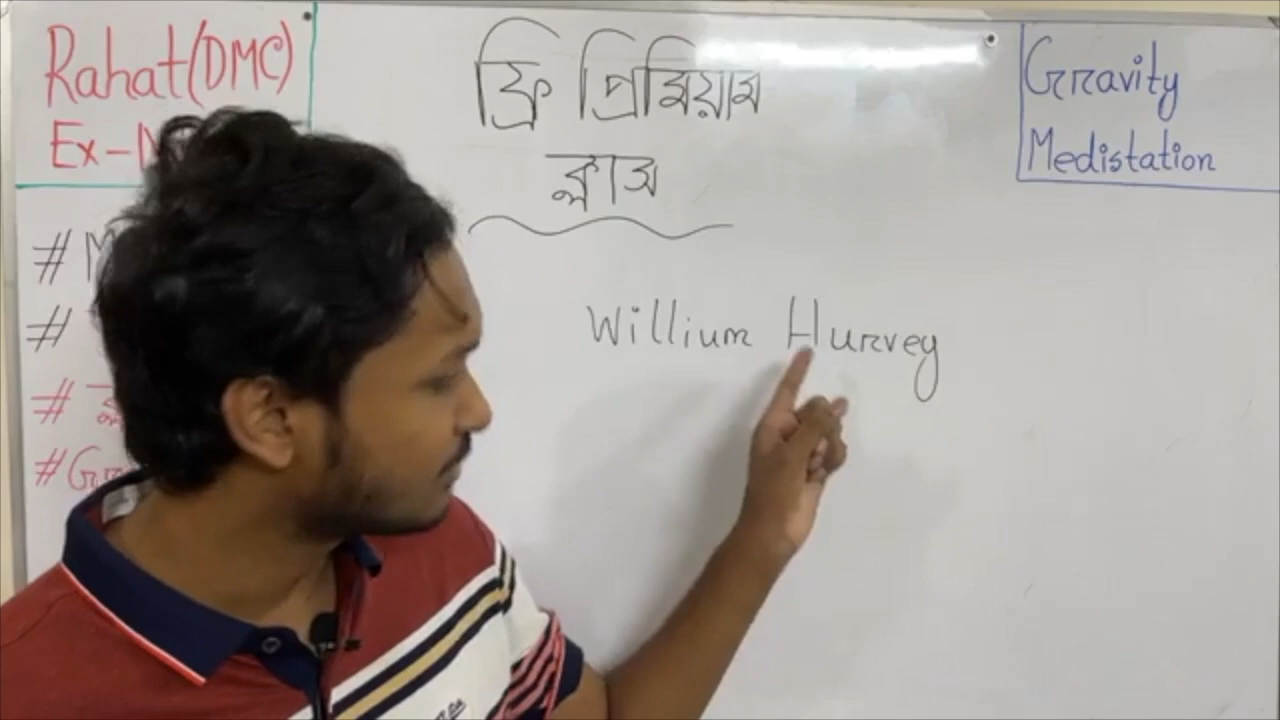 Rahat (DMC)
Ex-
ফ্রি প্রিমিয়াম
ক্লাস
Gravity
Medistation
Willium Hurvey
#
#
#
#